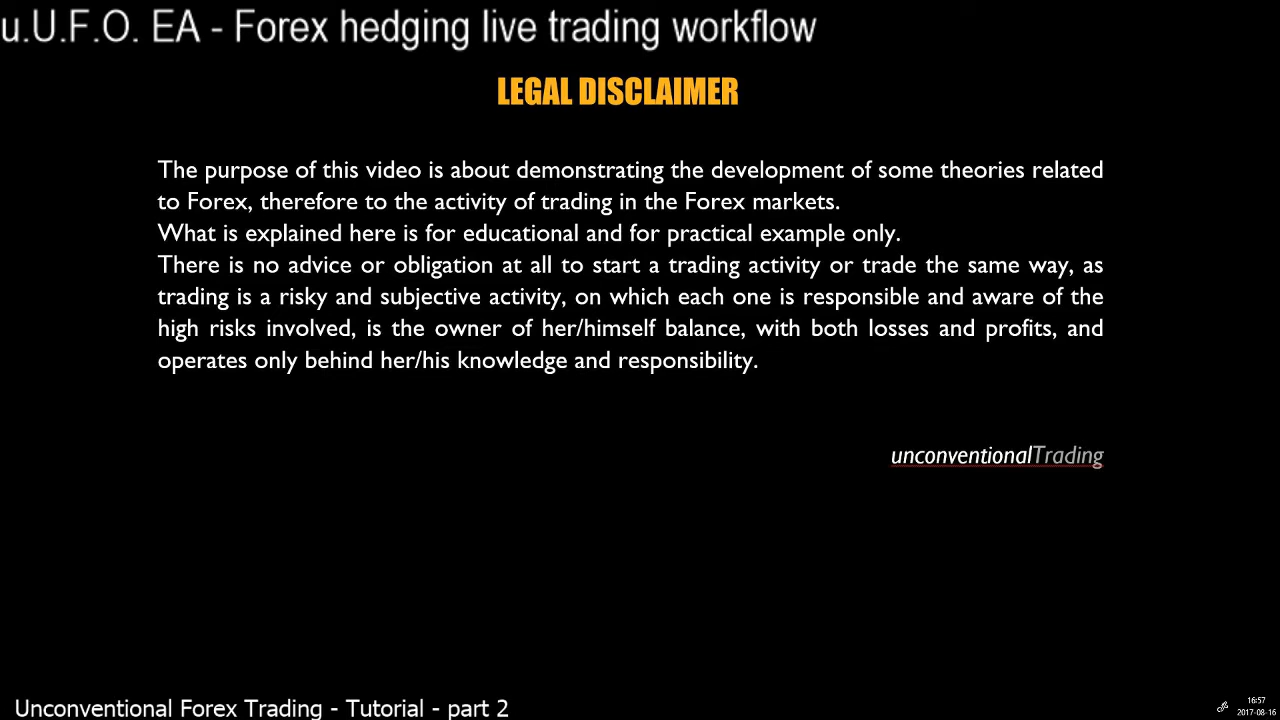 u.U.F.O. EA - Forex hedging live trading workflow
LEGAL DISCLAIMER
The purpose of this video is about demonstrating the development of some theories related
to Forex, therefore to the activity of trading in the Forex markets.
What is explained here is for educational and for practical example only.
There is no advice or obligation at all to start a trading activity or trade the same way, as
trading is a risky and subjective activity, on which each one is responsible and aware of the
high risks involved, is the owner of her/himself balance, with both losses and profits, and
operates only behind her/his knowledge and responsibility.
unconventionalTrading
Unconventional Forex Trading - Tutorial - part 2
16:57
2017-08-16